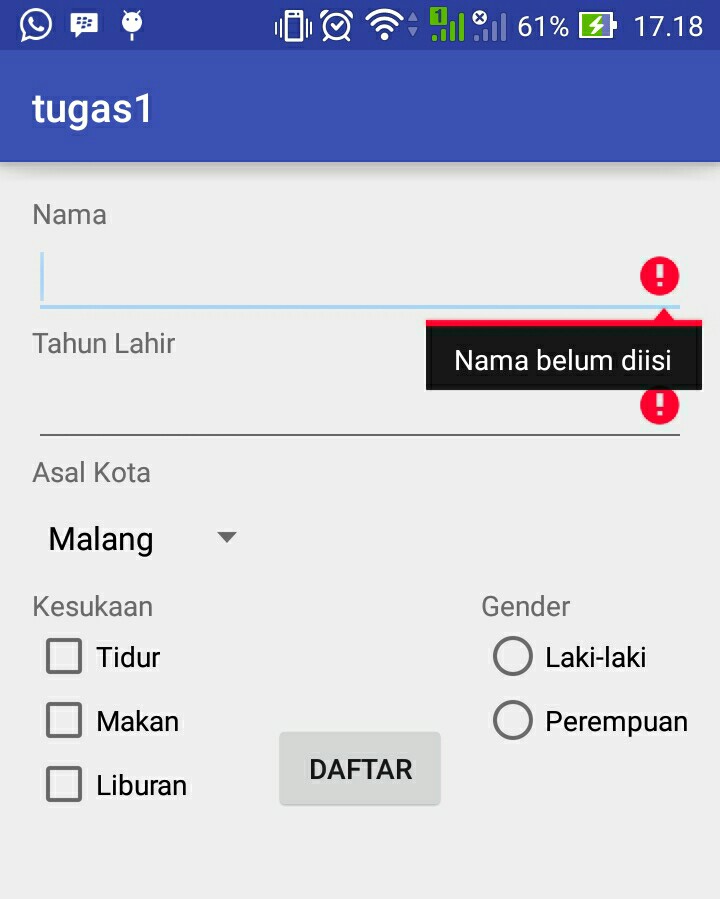 1 61% 17.18
tugas1
Nama
Nama belum diisi
Tahun Lahir
Asal Kota
Malang
Kesukaan
Gender
Tidur
Laki-laki
Makan
Perempuan
Liburan
DAFTAR